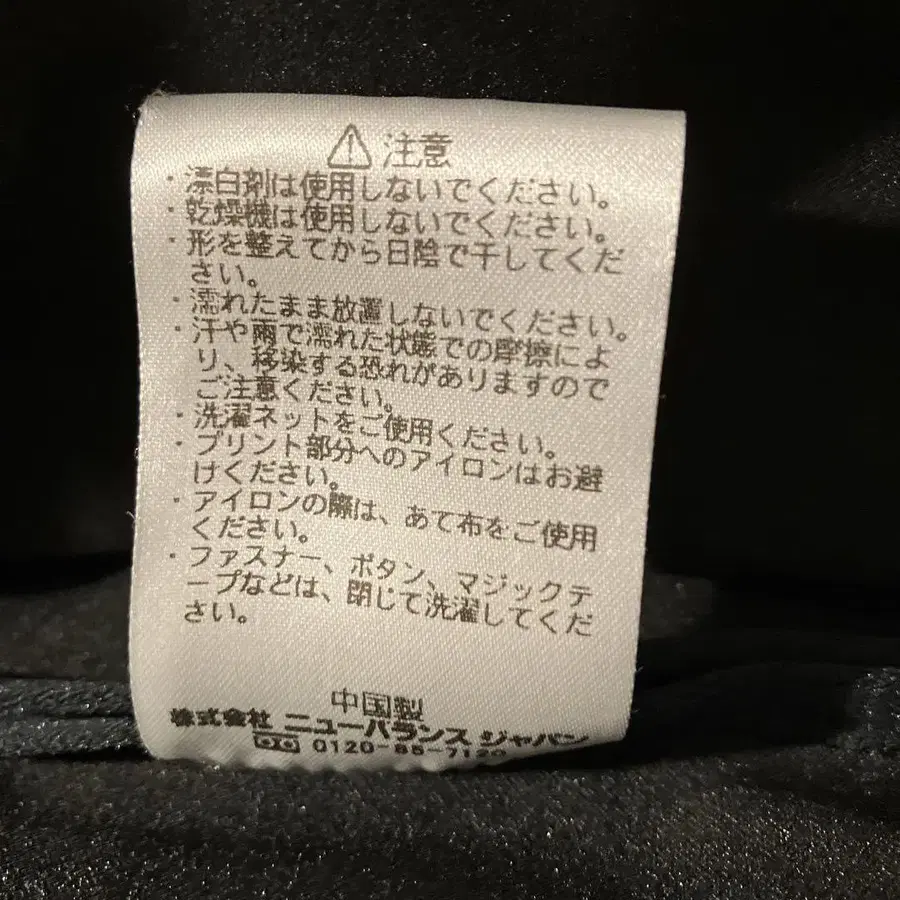 ⚠注意
・漂白剤は使用しないでください。
・乾燥機は使用しないでください。
・形を整えてから日陰で干してくだ
さい。
・濡れたまま放置しないでください。
・汗や雨で濡れた状態での摩擦によ
り、移染する恐れがありますので
ご注意ください。
・洗濯ネットをご使用ください。
・プリント部分へのアイロンはお避
けください。
・アイロンの際は、あて布をご使用
ください。
・ファスナー、ボタン、マジックテ
ープなどは、閉じて洗濯してくだ
さい。
中国製
株式会社 ニューバランス ジャパン
0120-85-7120